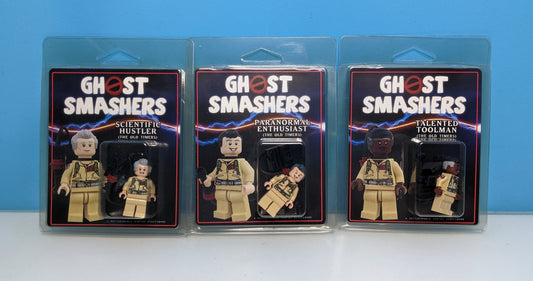 GHOST
SMASHERS
SCIENTIFIC
HUSTLER
(THE OLD TIMERS)
GHOST
SMASHERS
PARANORMAL
ENTHUSIAST
(THE OLD TIMERS)
GHOST
SMASHERS
TALENTED
TOOLMAN
(THE OLD TIMERS)